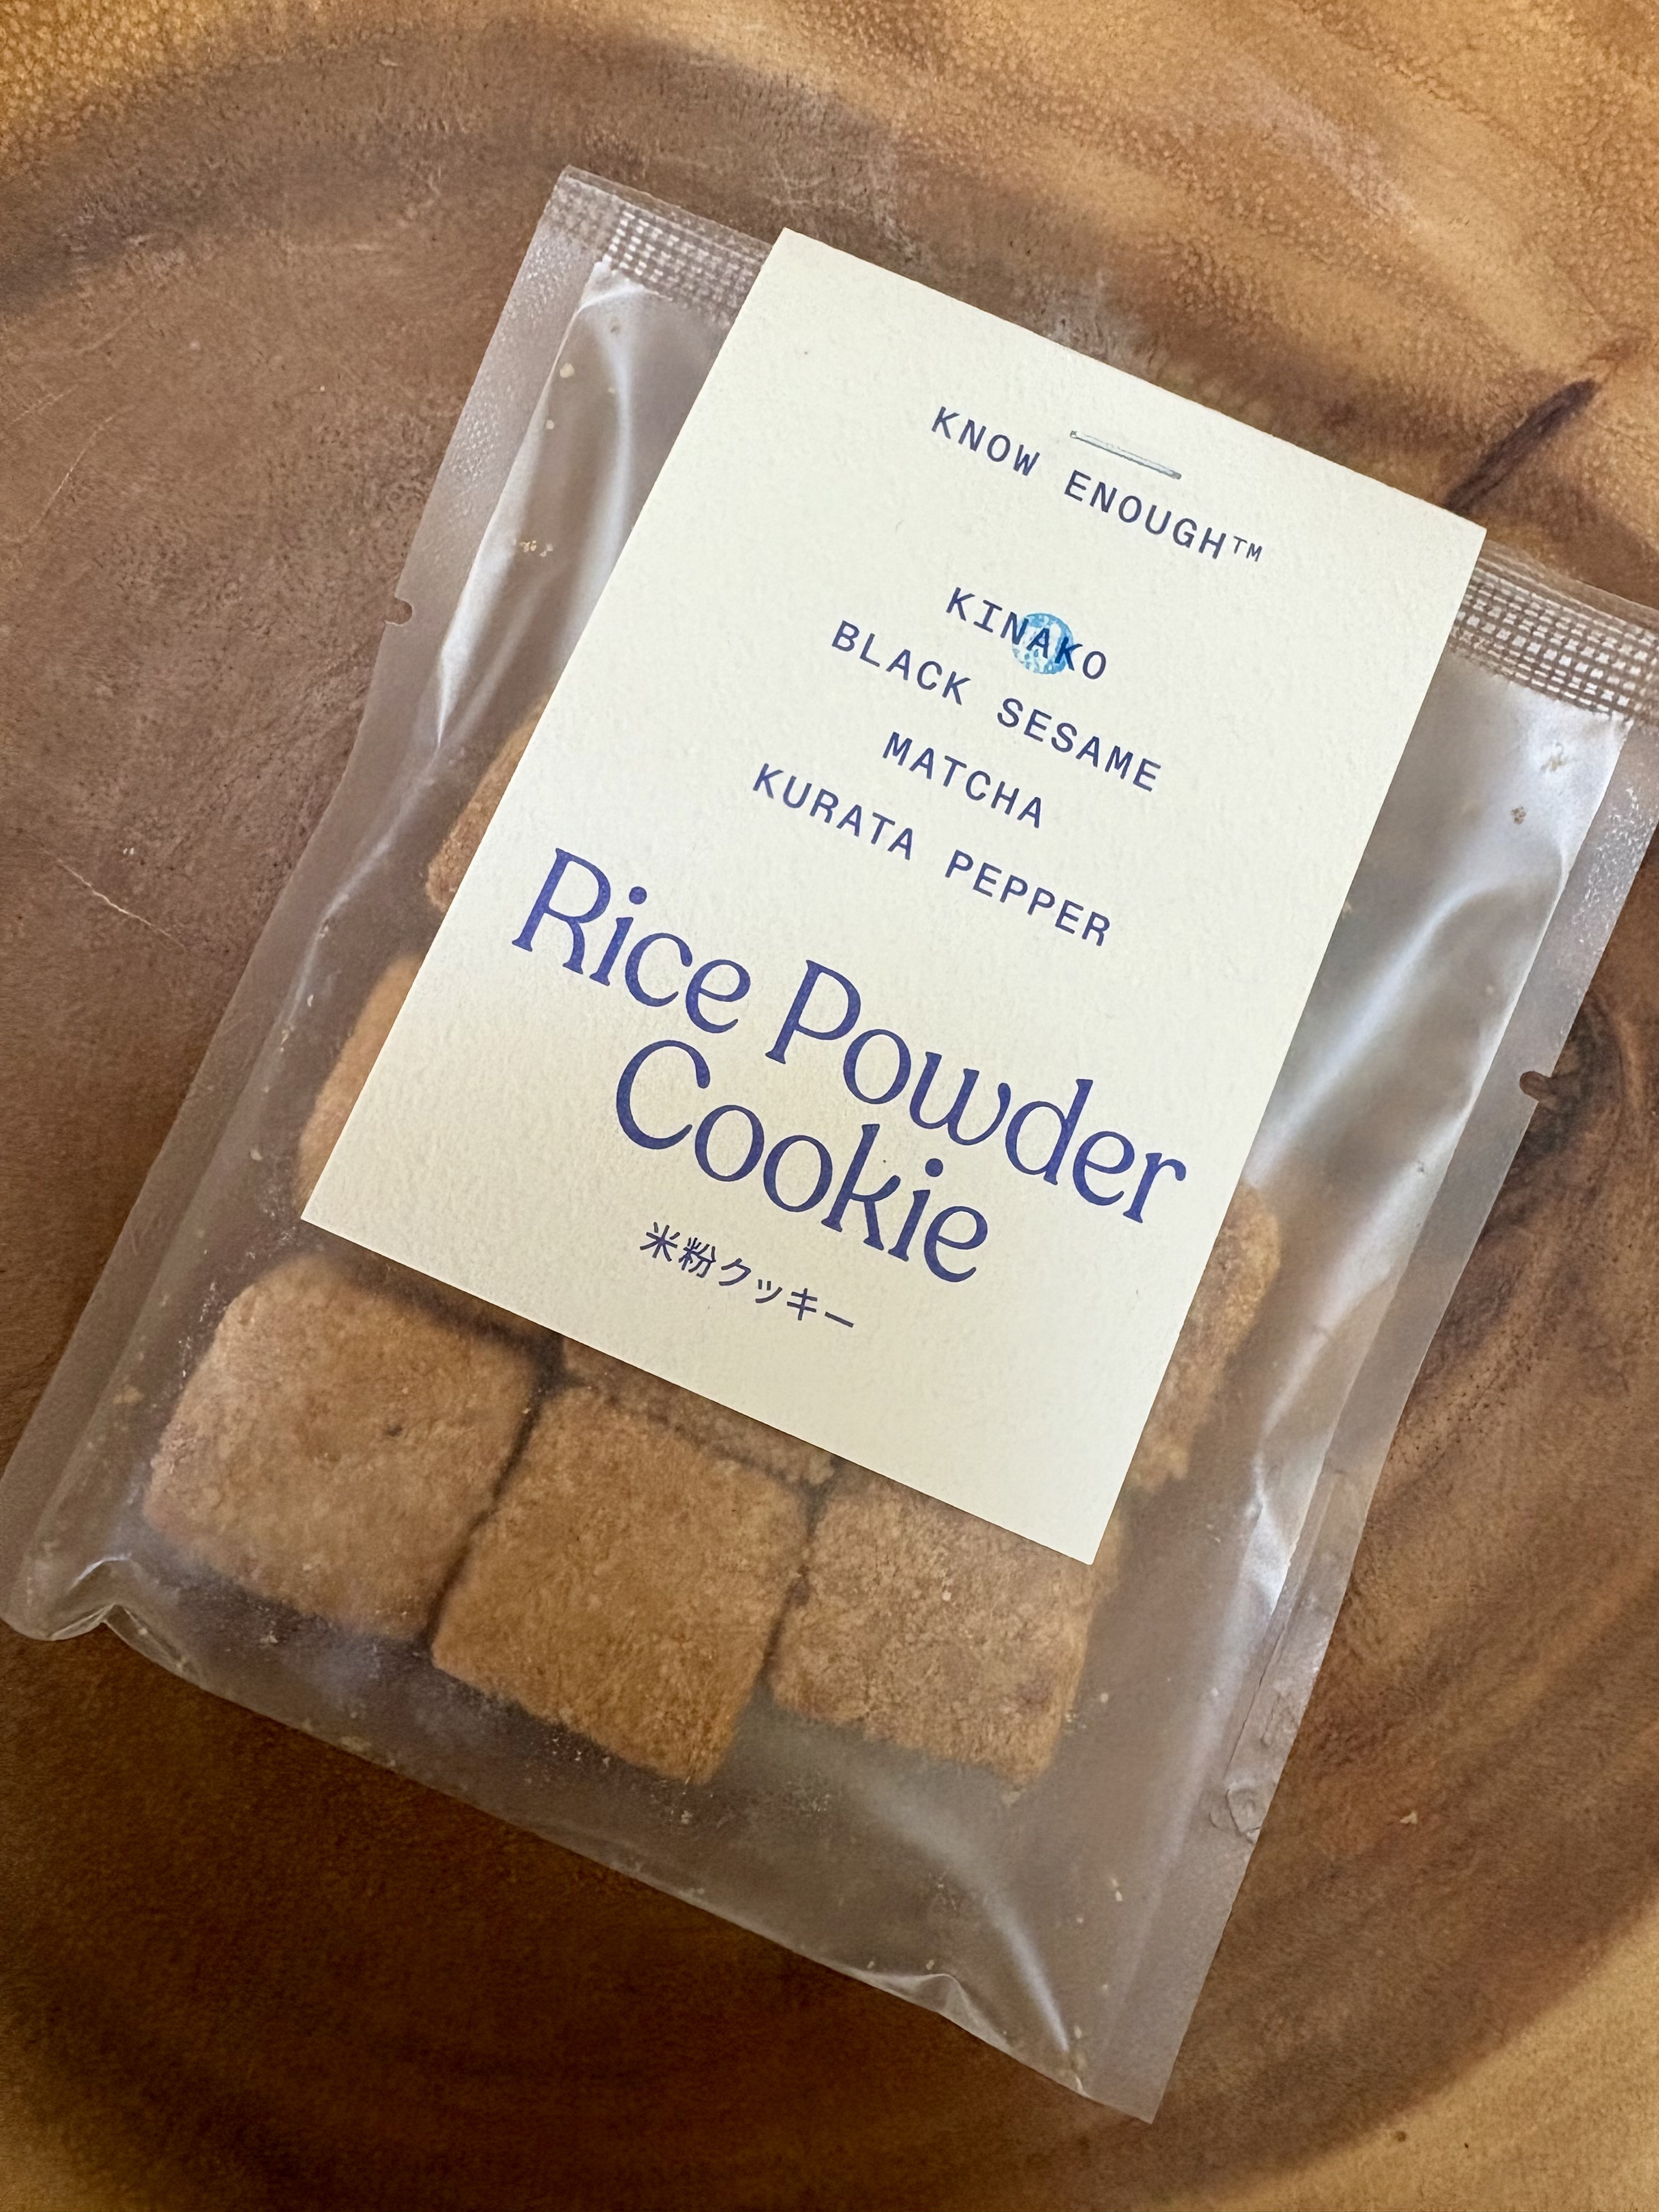 KNOW ENOUGH™
KINAKO
BLACK SESAME
MATCHA
KURATA PEPPER
Rice Powder
Cookie
米粉クッキー